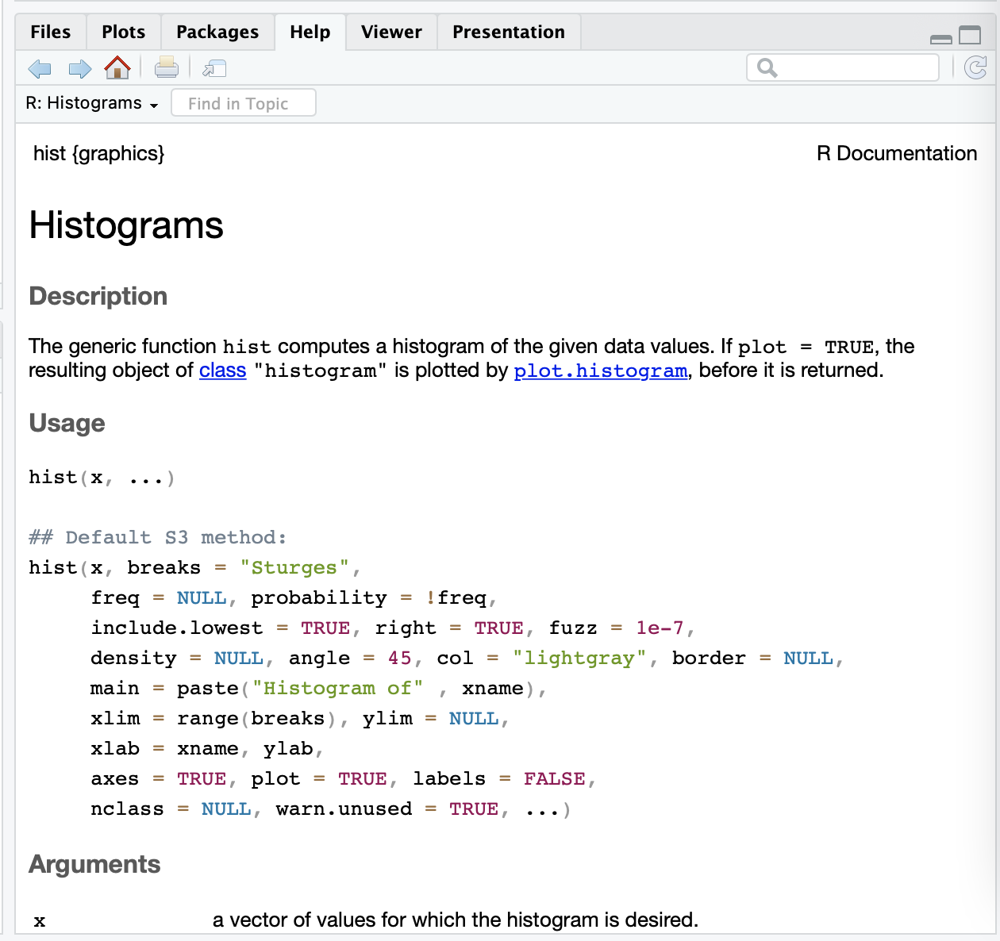 Files Plots Packages Help Viewer Presentation
R: Histograms Find in Topic
hist {graphics} R Documentation
Histograms
Description
The generic function hist computes a histogram of the given data values. If plot = TRUE, the
resulting object of class "histogram" is plotted by plot.histogram, before it is returned.
Usage
hist(x, ...)
## Default S3 method:
hist(x, breaks = "Sturges",
     freq = NULL, probability = !freq,
     include.lowest = TRUE, right = TRUE, fuzz = 1e-7,
     density = NULL, angle = 45, col = "lightgray", border = NULL,
     main = paste("Histogram of" , xname),
     xlim = range(breaks), ylim = NULL,
     xlab = xname, ylab,
     axes = TRUE, plot = TRUE, labels = FALSE,
     nclass = NULL, warn.unused = TRUE, ...)
Arguments
x a vector of values for which the histogram is desired.